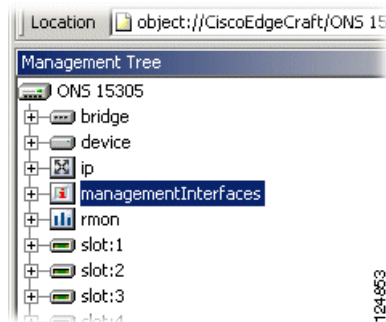 Location object://CiscoEdgeCraft/ONS 15
Management Tree
ONS 15305
bridge
device
ip
managementInterfaces
rmon
slot:1
slot:2
slot:3
124853